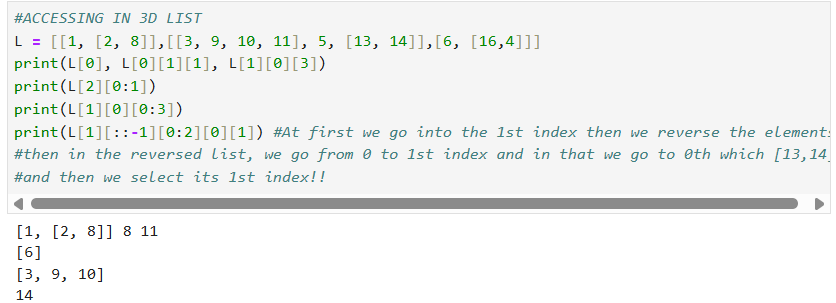 #ACCESSING IN 3D LIST
L = [[1, [2, 8]],[[3, 9, 10, 11], 5, [13, 14]],[6, [16,4]]]
print(L[0], L[0][1][1], L[1][0][3])
print(L[2][0:1])
print(L[1][0][0:3])
print(L[1][::-1][0:2][0][1]) #At first we go into the 1st index then we reverse the elements
#then in the reversed list, we go from 0 to 1st index and in that we go to 0th which [13,14]
#and then we select its 1st index!!
[1, [2, 8]] 8 11
[6]
[3, 9, 10]
14